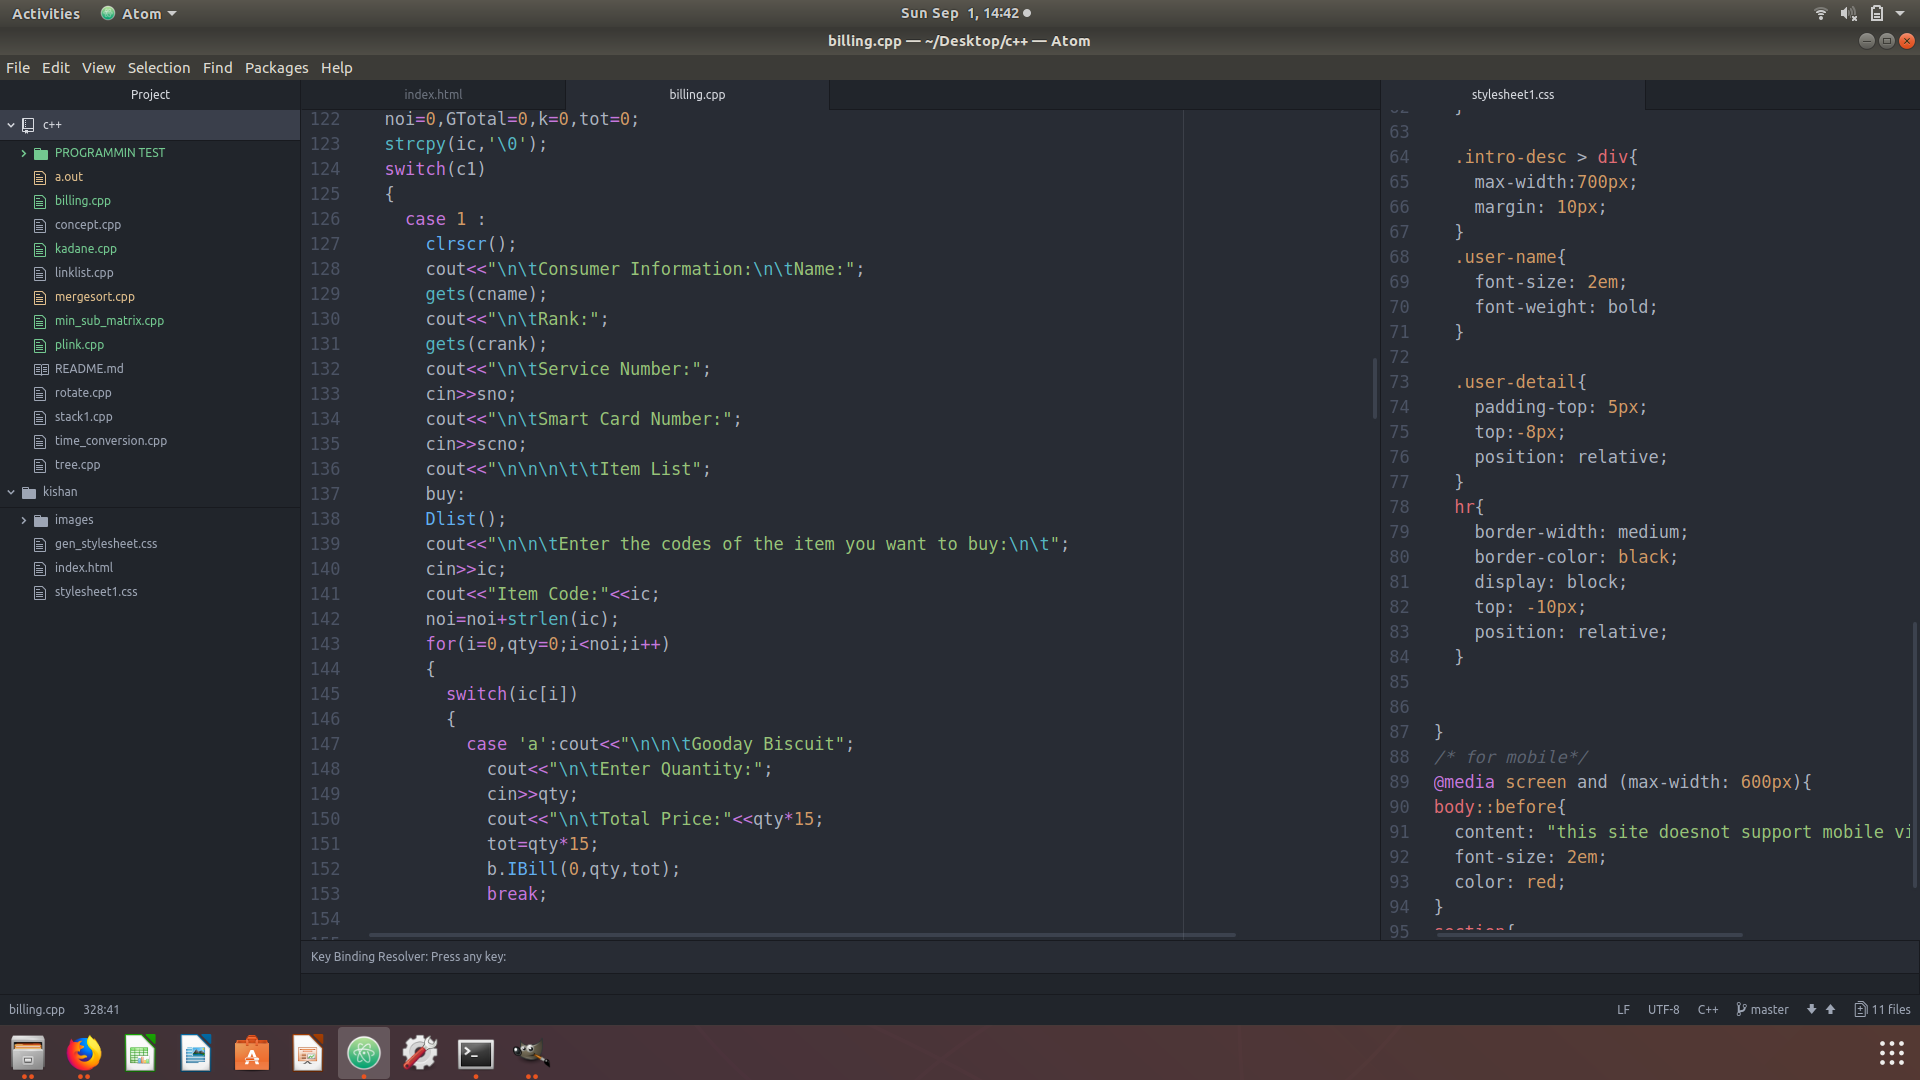 Activities
Atom
Sun Sep 1, 14:42
billing.cpp — ~/Desktop/c++ — Atom
File Edit View Selection Find Packages Help
Project
c++
PROGRAMMIN TEST
a.out
billing.cpp
concept.cpp
kadane.cpp
linklist.cpp
mergesort.cpp
min_sub_matrix.cpp
plink.cpp
README.md
rotate.cpp
stack1.cpp
time_conversion.cpp
tree.cpp
kishan
images
gen_stylesheet.css
index.html
stylesheet1.css
index.html
billing.cpp
122 noi=0,GTotal=0,k=0,tot=0;
123 strcpy(ic,'\0');
124 switch(c1)
125 {
126 case 1 :
127 clrscr();
128 cout<<"\n\tConsumer Information:\n\tName:";
129 gets(cname);
130 cout<<"\n\tRank:";
131 gets(crank);
132 cout<<"\n\tService Number:";
133 cin>>sno;
134 cout<<"\n\tSmart Card Number:";
135 cin>>scno;
136 cout<<"\n\n\n\t\tItem List";
137 buy:
138 Dlist();
139 cout<<"\n\n\tEnter the codes of the item you want to buy:\n\t";
140 cin>>ic;
141 cout<<"Item Code:"<<ic;
142 noi=noi+strlen(ic);
143 for(i=0,qty=0;i<noi;i++)
144 {
145 switch(ic[i])
146 {
147 case 'a':cout<<"\n\n\tGooday Biscuit";
148 cout<<"\n\tEnter Quantity:";
149 cin>>qty;
150 cout<<"\n\tTotal Price:"<<qty*15;
151 tot=qty*15;
152 b.IBill(0,qty,tot);
153 break;
154
stylesheet1.css
62 }
63
64 .intro-desc > div{
65 max-width:700px;
66 margin: 10px;
67 }
68 .user-name{
69 font-size: 2em;
70 font-weight: bold;
71 }
72
73 .user-detail{
74 padding-top: 5px;
75 top:-8px;
76 position: relative;
77 }
78 hr{
79 border-width: medium;
80 border-color: black;
81 display: block;
82 top: -10px;
83 position: relative;
84 }
85
86
87 }
88 /* for mobile*/
89 @media screen and (max-width: 600px){
90 body::before{
91 content: "this site doesnot support mobile vi
92 font-size: 2em;
93 color: red;
94 }
95 section{
Key Binding Resolver: Press any key:
billing.cpp 328:41
LF UTF-8 C++ master 11 files